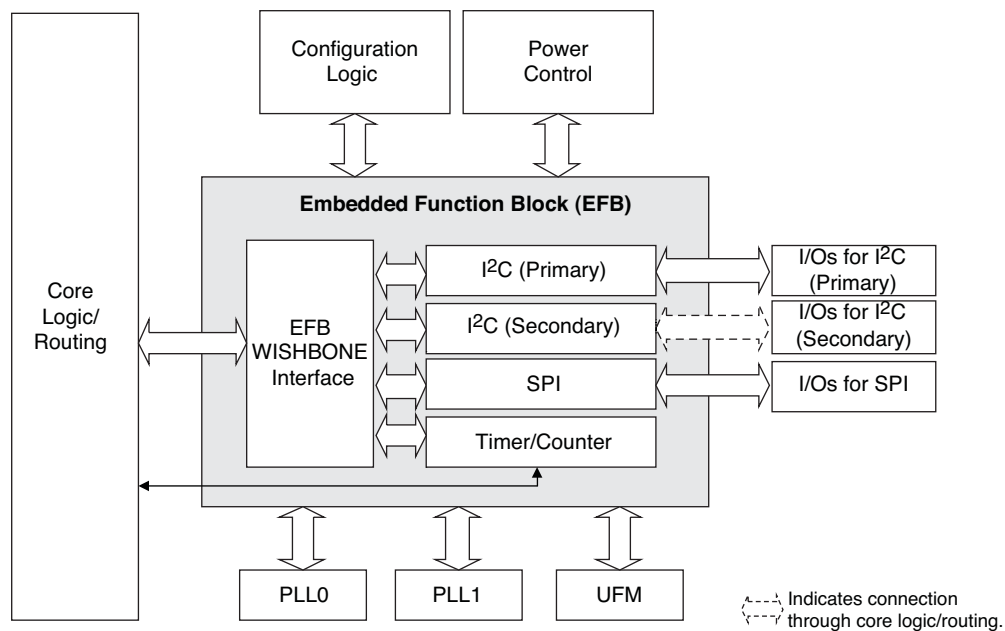 Configuration
Logic
Power
Control
Embedded Function Block (EFB)
Core
Logic/
Routing
EFB
WISHBONE
Interface
I²C (Primary)
I²C (Secondary)
SPI
Timer/Counter
I/Os for I²C
(Primary)
I/Os for I²C
(Secondary)
I/Os for SPI
PLL0
PLL1
UFM
Indicates connection
through core logic/routing.